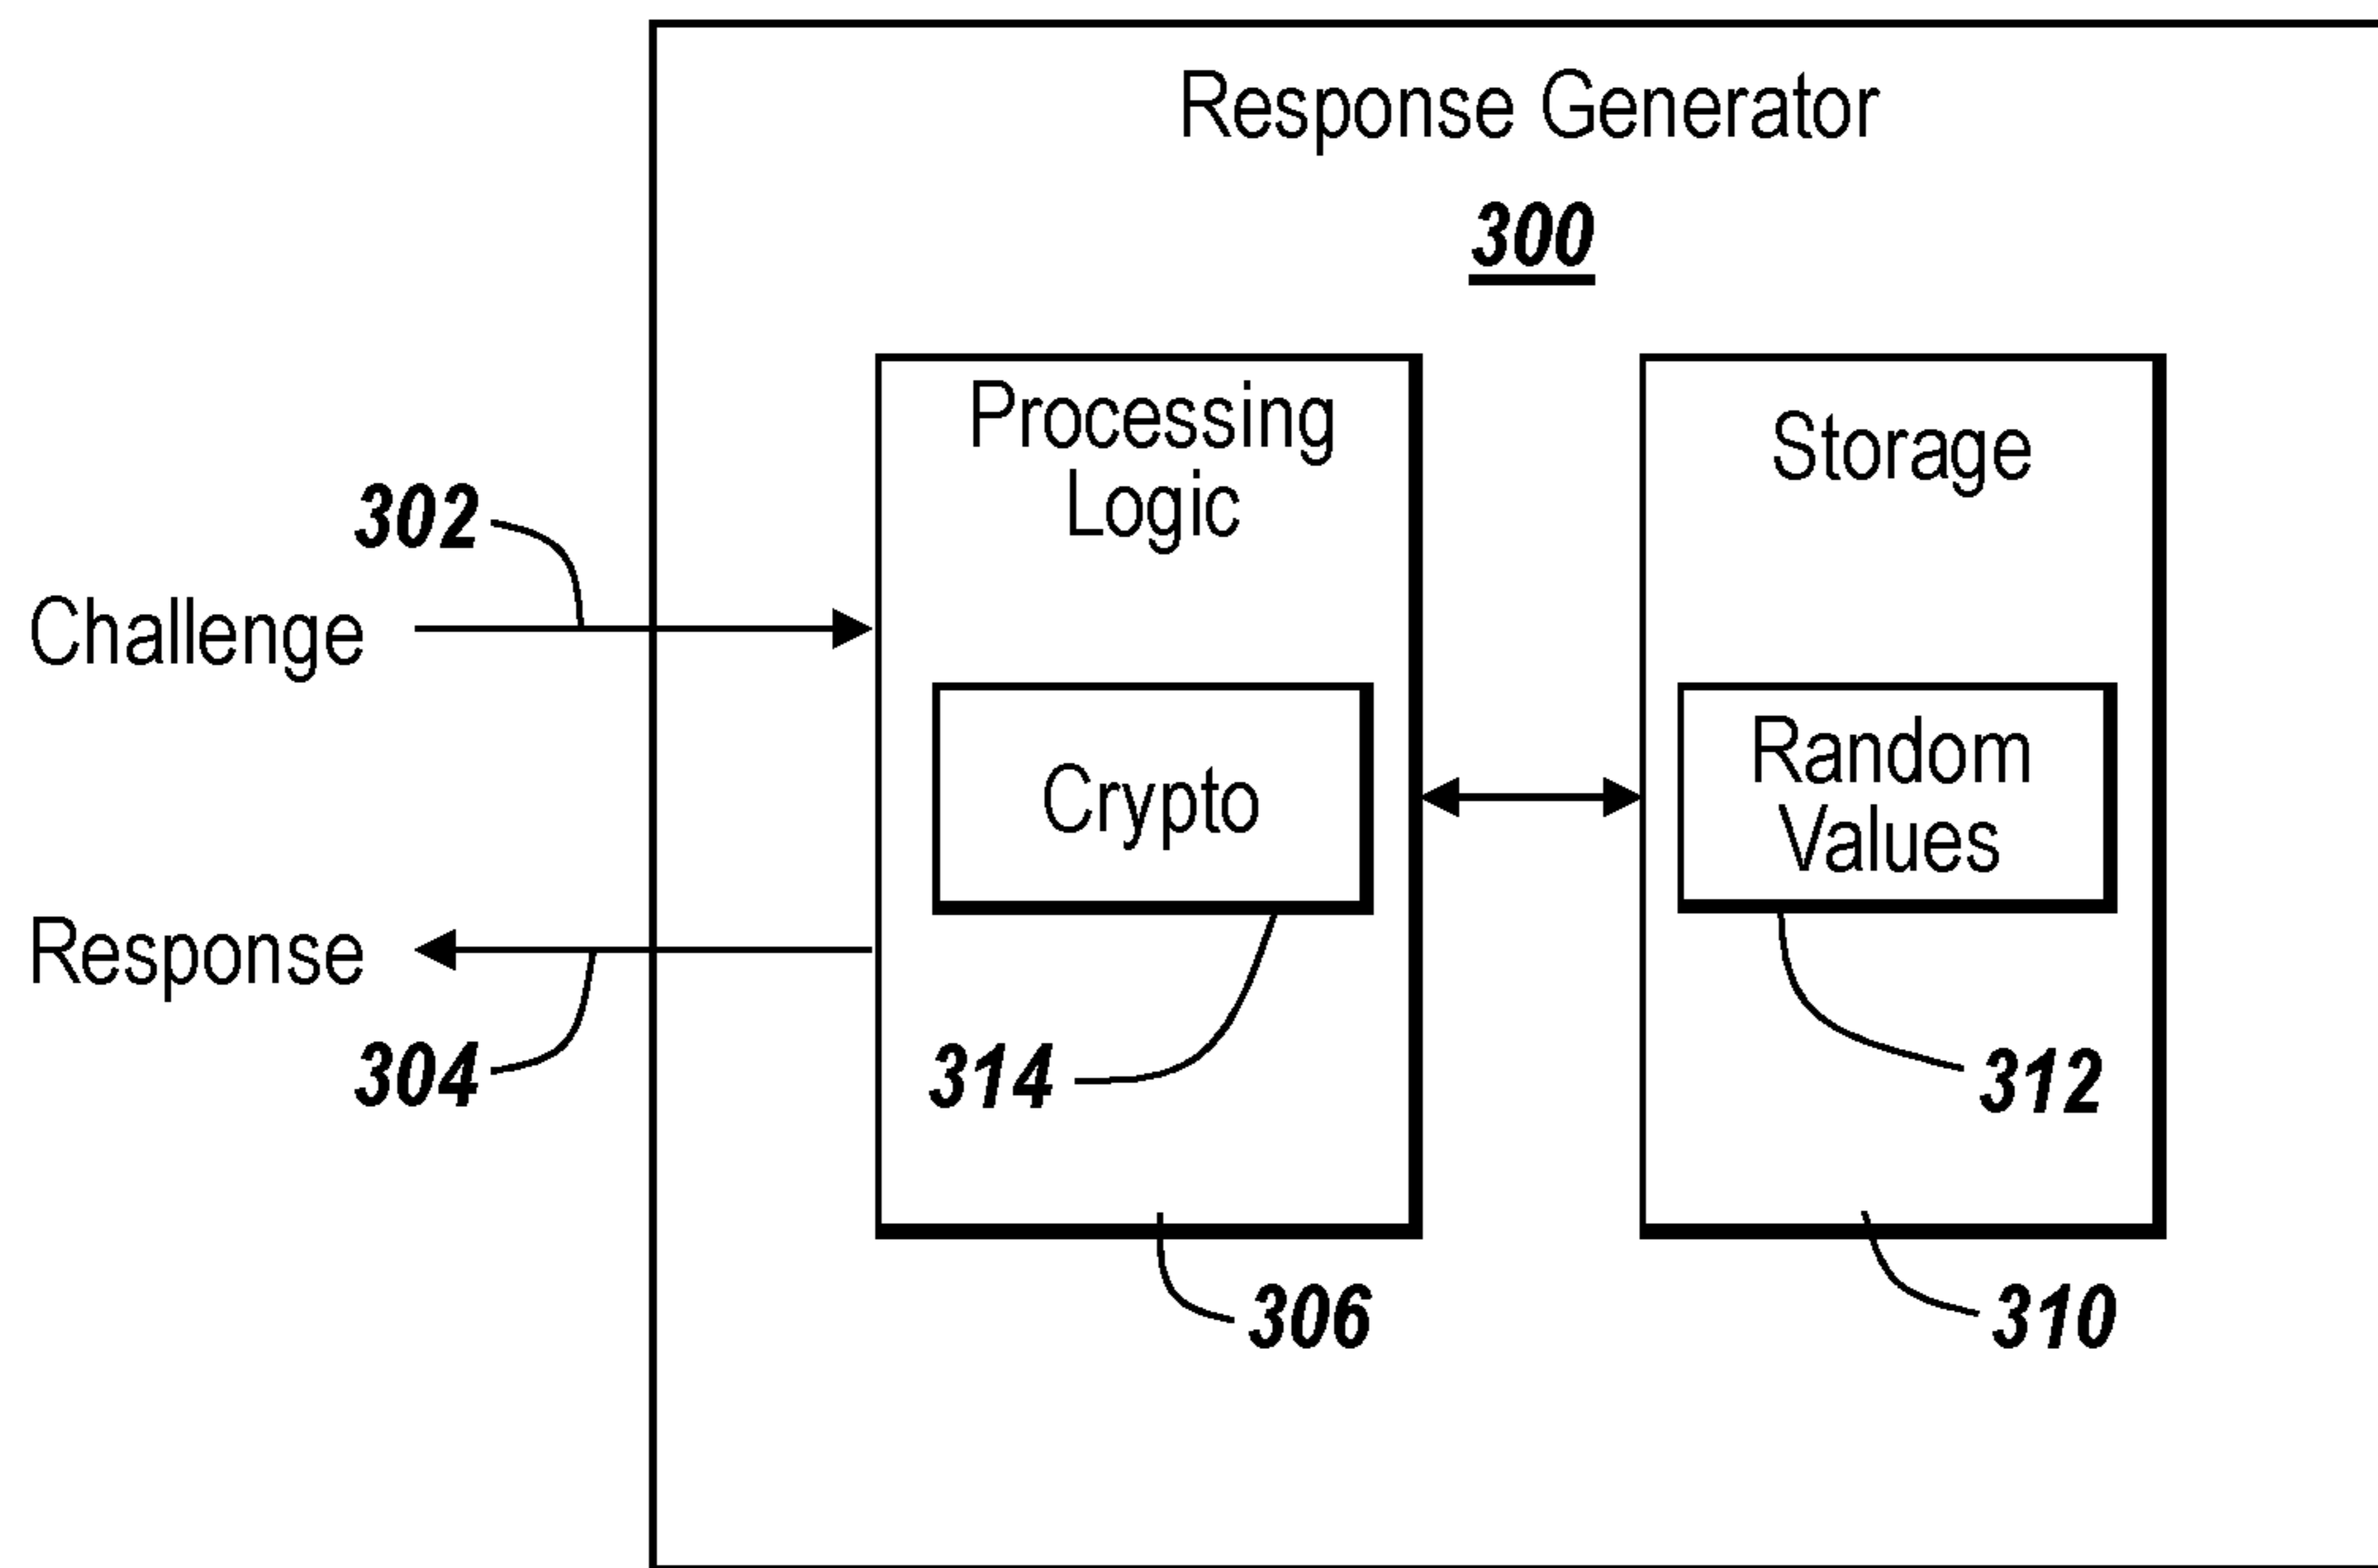 Response Generator
300
Processing
Logic
Storage
302
Challenge
Crypto
Random
Values
Response
304
314
312
306
310